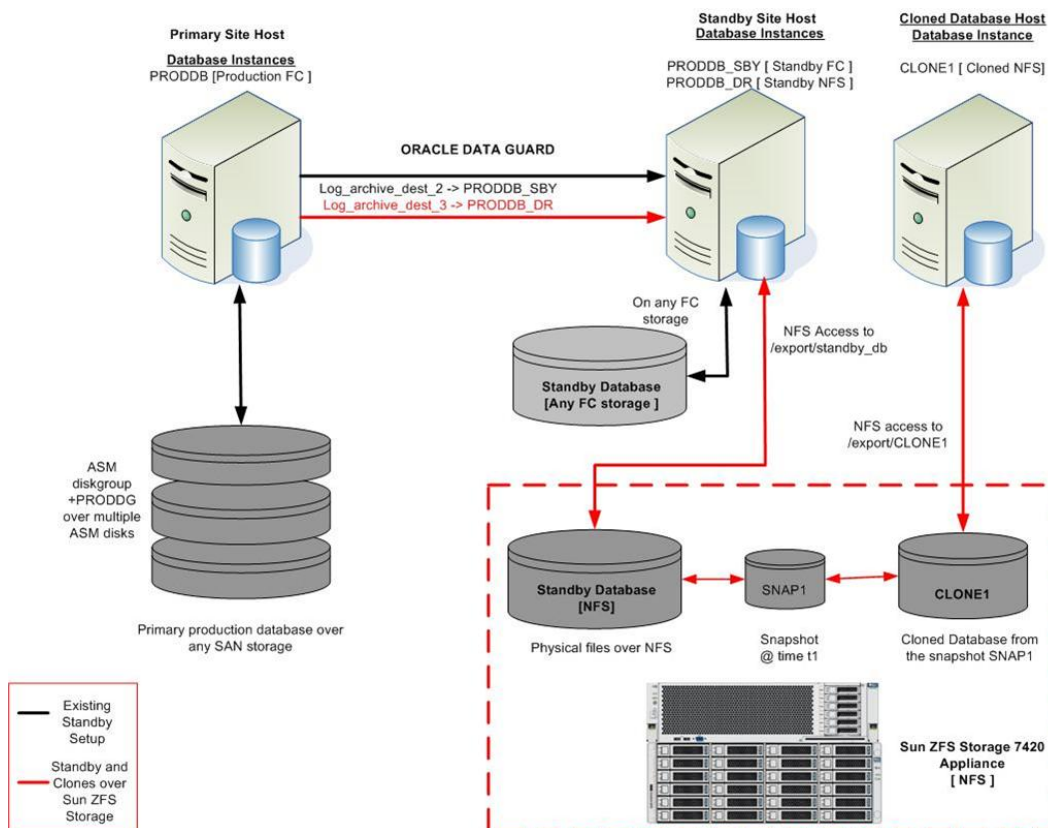 Primary Site Host
Database Instances
PRODDB [Production FC ]
Standby Site Host
Database Instances
PRODDB_SBY [ Standby FC ]
PRODDB_DR [ Standby NFS ]
Cloned Database Host
Database Instance
CLONE1 [ Cloned NFS]
ORACLE DATA GUARD
Log_archive_dest_2 -> PRODDB_SBY
Log_archive_dest_3 -> PRODDB_DR
On any FC
storage
NFS Access to
/export/standby_db
Standby Database
[Any FC storage ]
NFS access to
/export/CLONE1
ASM
diskgroup
+PRODDG
over multiple
ASM disks
Standby Database
[NFS]
SNAP1
CLONE1
Primary production database over
any SAN storage
Physical files over NFS
Snapshot
@ time t1
Cloned Database from
the snapshot SNAP1
Existing
Standby
Setup
Standby and
Clones over
Sun ZFS
Storage
Sun ZFS Storage 7420
Appliance
[ NFS ]